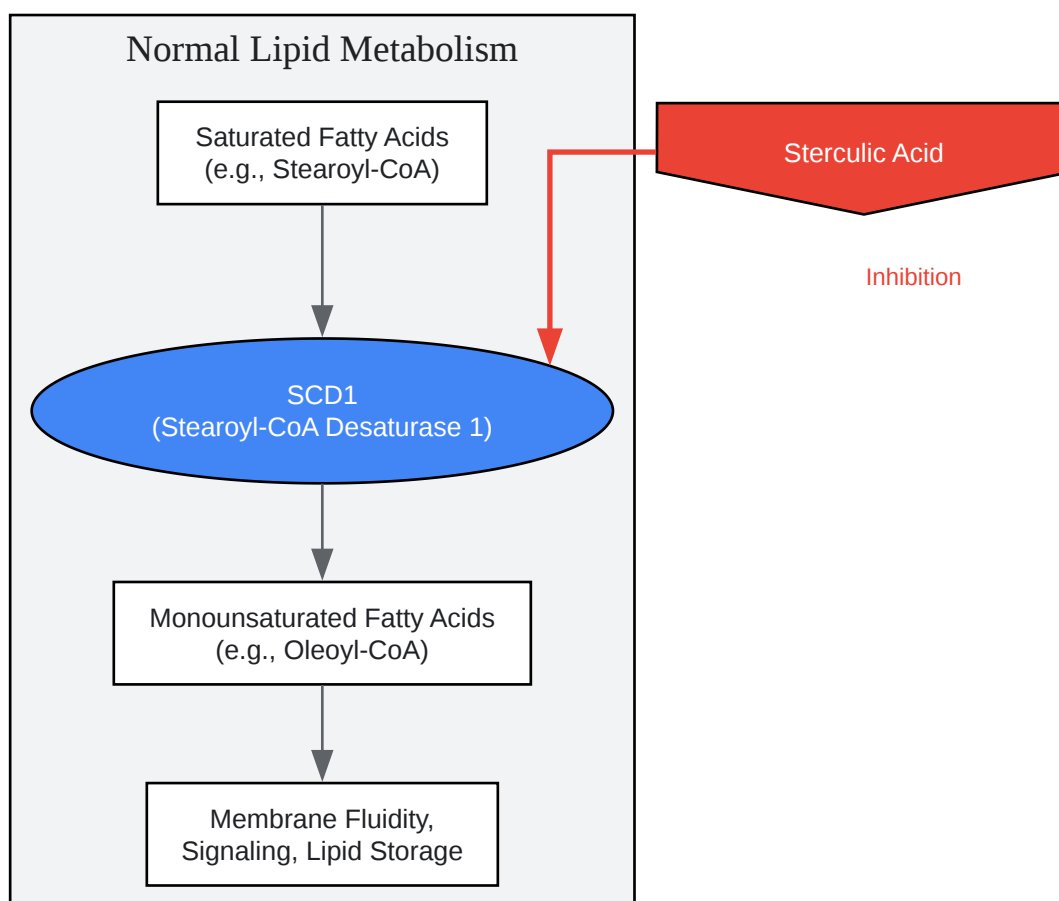 Normal Lipid Metabolism
Saturated Fatty Acids
(e.g., Stearoyl-CoA)
Sterculic Acid
Inhibition
SCD1
(Stearoyl-CoA Desaturase 1)
Monounsaturated Fatty Acids
(e.g., Oleoyl-CoA)
Membrane Fluidity,
Signaling, Lipid Storage